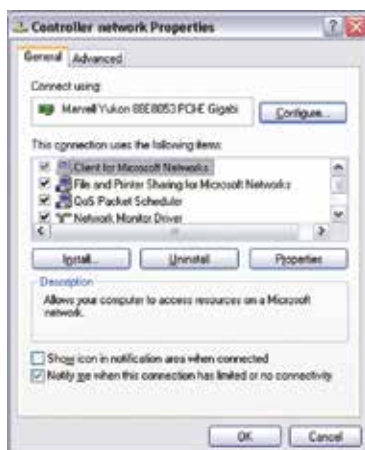 Controller network Properties
General Advanced
Connect using:
Marvell Yukon 88E8053 PCI-E Gigabi
Configure...
This connection uses the following items:
Client for Microsoft Networks
File and Printer Sharing for Microsoft Networks
QoS Packet Scheduler
Network Monitor Driver
Install... Uninstall Properties
Description
Allows your computer to access resources on a Microsoft
network.
Show icon in notification area when connected
Notify me when this connection has limited or no connectivity
OK Cancel